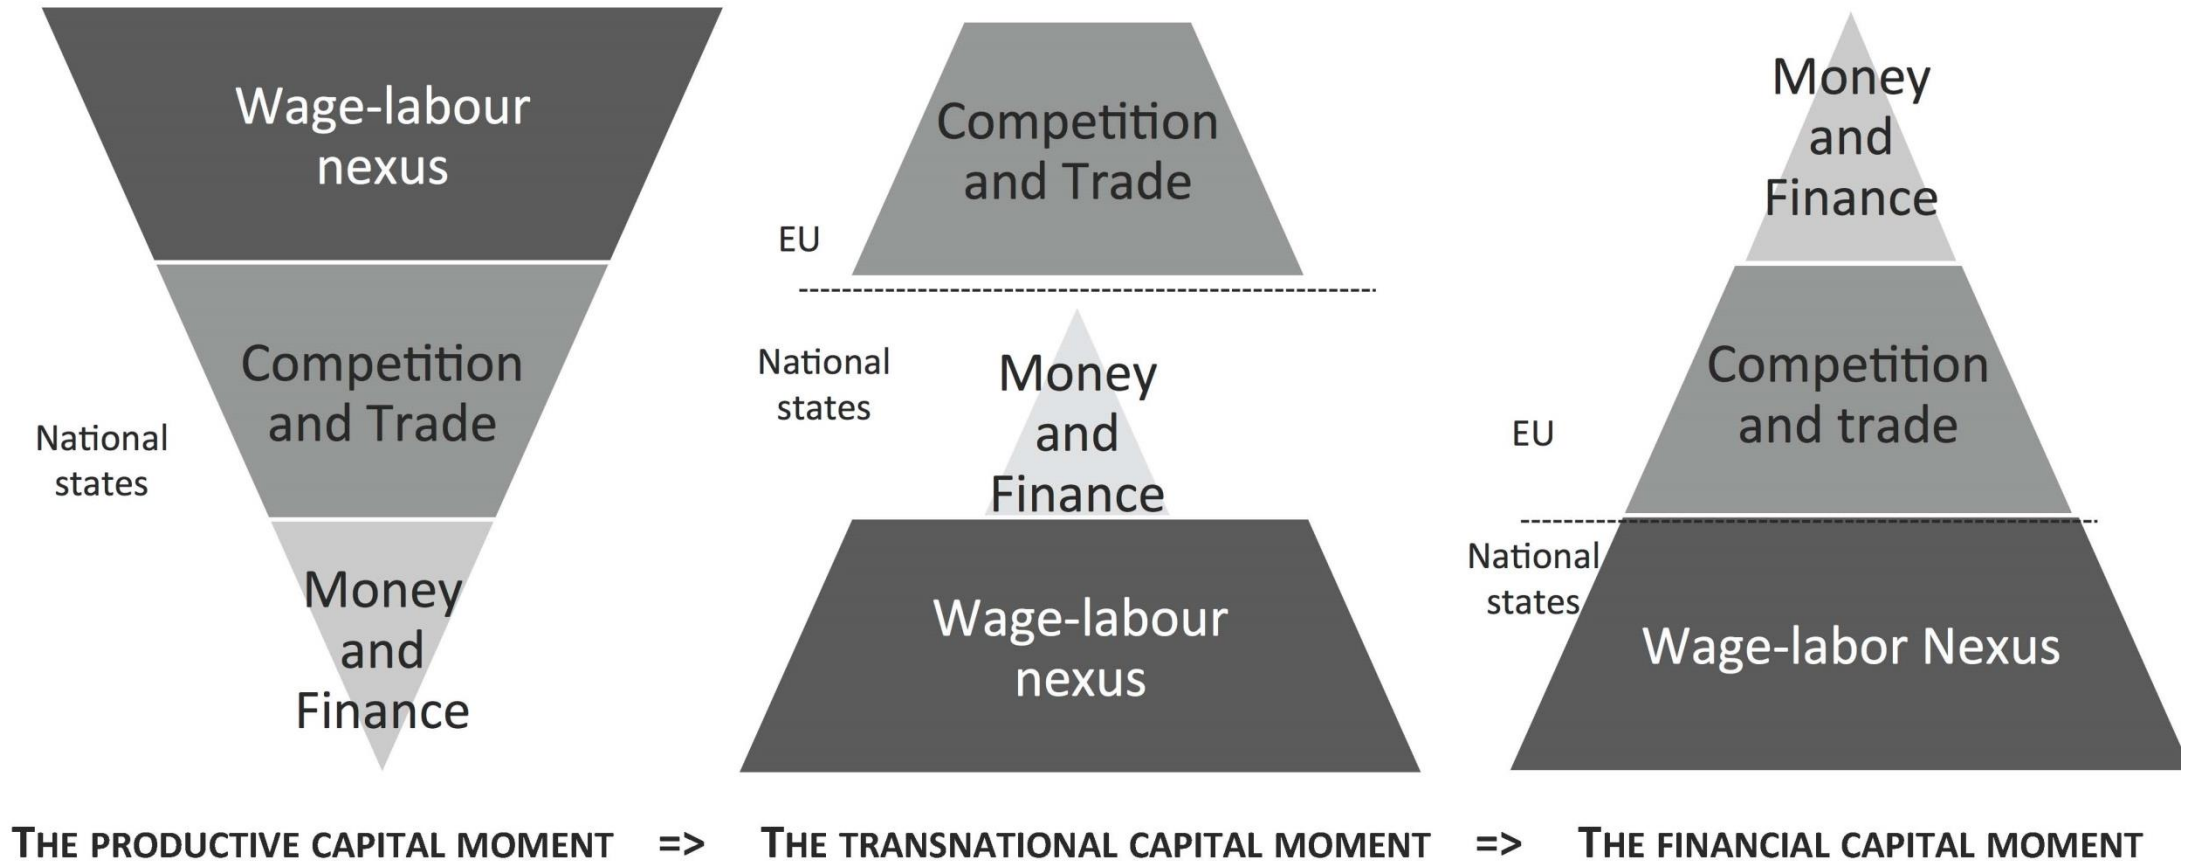 Wage-labour
nexus
Competition
and Trade
National
states
Money
and
Finance
THE PRODUCTIVE CAPITAL MOMENT
=>
Competition
and Trade
EU
National
states
Money
and
Finance
Wage-labour
nexus
THE TRANSNATIONAL CAPITAL MOMENT
=>
Money
and
Finance
Competition
and trade
EU
National
states
Wage-labor Nexus
THE FINANCIAL CAPITAL MOMENT